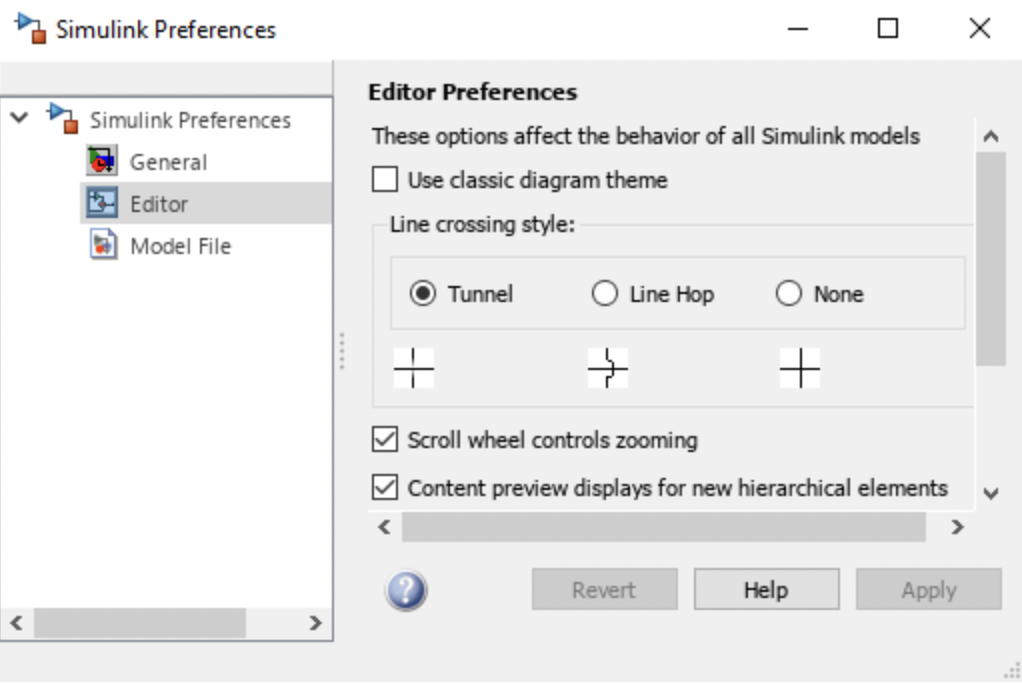 Simulink Preferences
Simulink Preferences
General
Editor
Model File
Editor Preferences
These options affect the behavior of all Simulink models
Use classic diagram theme
Line crossing style:
Tunnel Line Hop None
Scroll wheel controls zooming
Content preview displays for new hierarchical elements
? Revert Help Apply